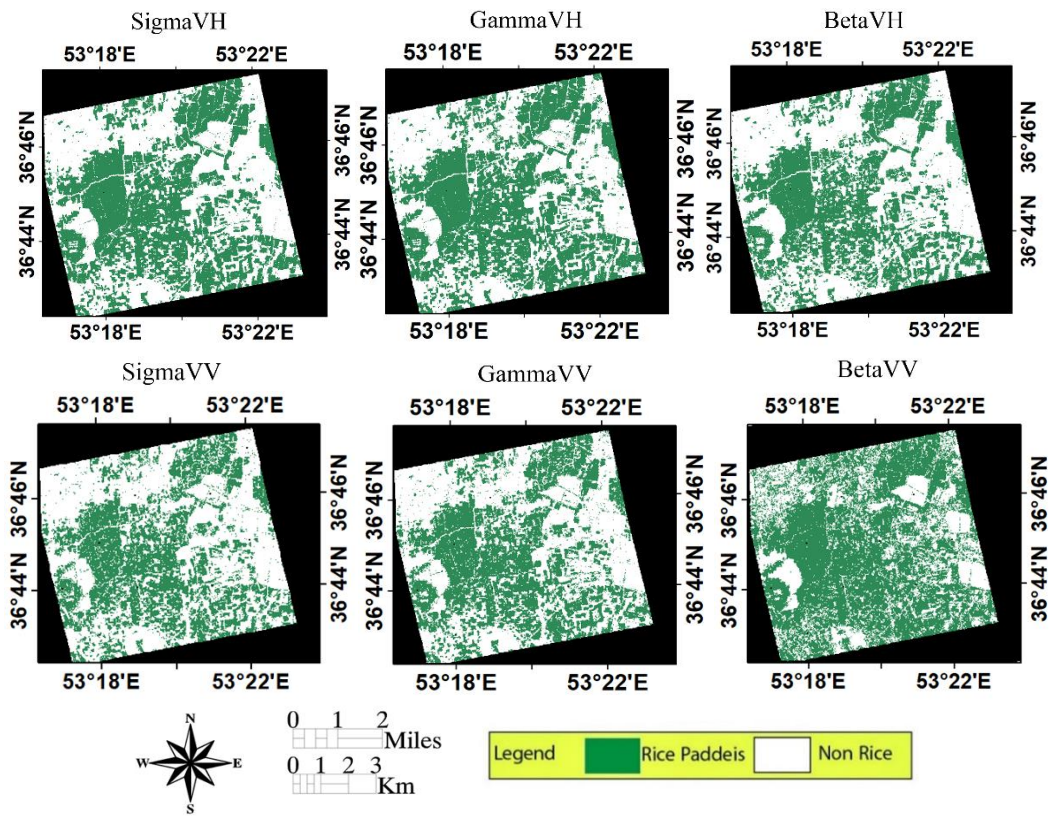 SigmaVH GammaVH BetaVH
53°18'E 53°22'E 53°18'E 53°22'E 53°18'E 53°22'E
36°46'N 36°46'N 36°46'N 36°46'N 36°46'N 36°46'N
36°44'N 36°44'N 36°44'N 36°44'N 36°44'N 36°44'N
53°18'E 53°22'E 53°18'E 53°22'E 53°18'E 53°22'E
SigmaVV GammaVV BetaVV
53°18'E 53°22'E 53°18'E 53°22'E 53°18'E 53°22'E
36°46'N 36°46'N 36°46'N 36°46'N 36°46'N 36°46'N
36°44'N 36°44'N 36°44'N 36°44'N 36°44'N 36°44'N
53°18'E 53°22'E 53°18'E 53°22'E 53°18'E 53°22'E
N
W E
S
0 1 2
Miles
0 1 2 3
Km
Legend Rice Paddeis Non Rice